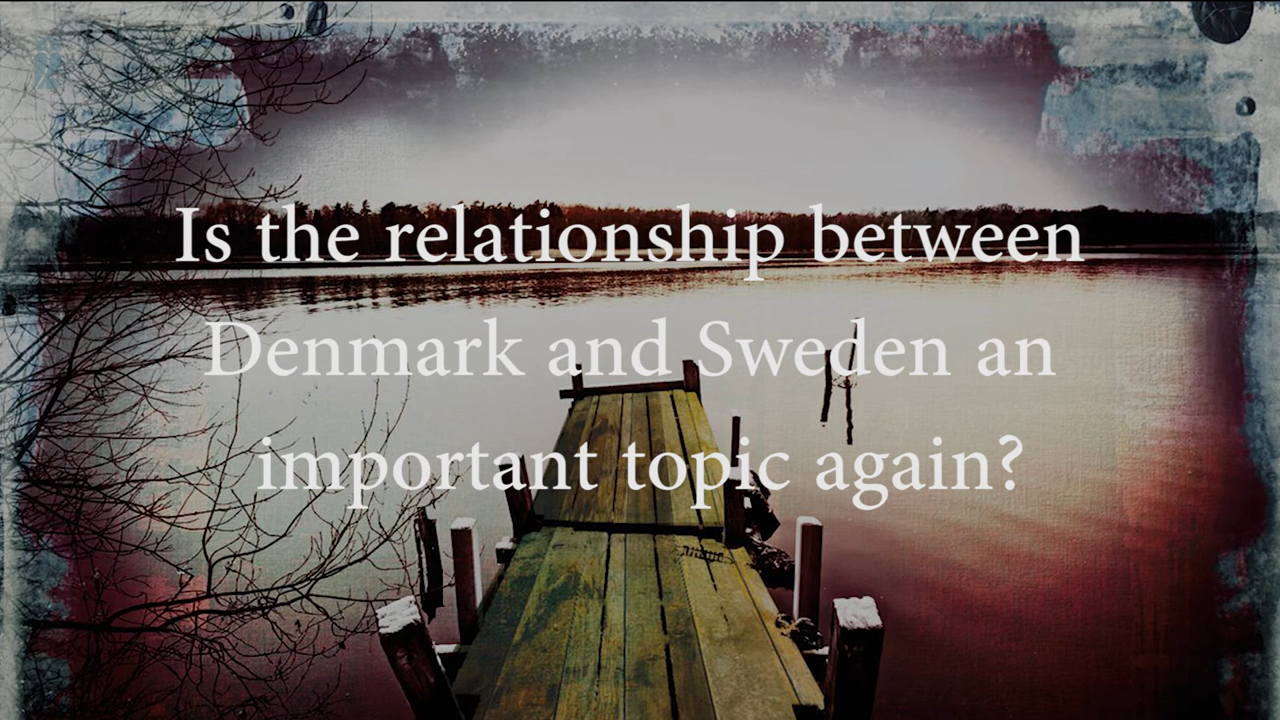 Is the relationship between
Denmark and Sweden an
important topic again?